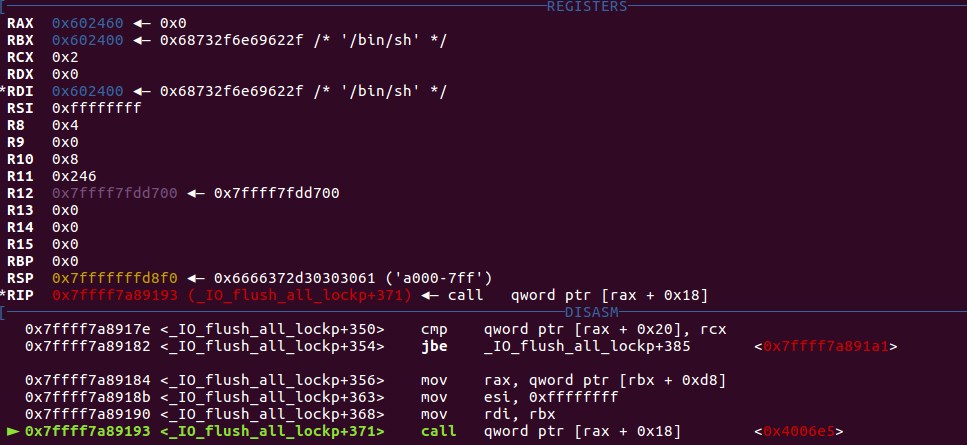 [ REGISTERS
RAX 0x602460 ◂— 0x0
RBX 0x602400 ◂— 0x68732f6e69622f /* '/bin/sh' */
RCX 0x2
RDX 0x0
*RDI 0x602400 ◂— 0x68732f6e69622f /* '/bin/sh' */
RSI 0xffffffff
R8 0x4
R9 0x0
R10 0x8
R11 0x246
R12 0x7ffff7fdd700 ◂— 0x7ffff7fdd700
R13 0x0
R14 0x0
R15 0x0
RBP 0x0
RSP 0x7fffffffd8f0 ◂— 0x6666372d30303061 ('a000-7ff')
*RIP 0x7ffff7a89193 (_IO_flush_all_lockp+371) ◂— call qword ptr [rax + 0x18]
[ DISASM
0x7ffff7a8917e <_IO_flush_all_lockp+350> cmp qword ptr [rax + 0x20], rcx
0x7ffff7a89182 <_IO_flush_all_lockp+354> jbe _IO_flush_all_lockp+385 <0x7ffff7a891a1>
0x7ffff7a89184 <_IO_flush_all_lockp+356> mov rax, qword ptr [rbx + 0xd8]
0x7ffff7a8918b <_IO_flush_all_lockp+363> mov esi, 0xffffffff
0x7ffff7a89190 <_IO_flush_all_lockp+368> mov rdi, rbx
► 0x7ffff7a89193 <_IO_flush_all_lockp+371> call qword ptr [rax + 0x18] <0x4006e5>